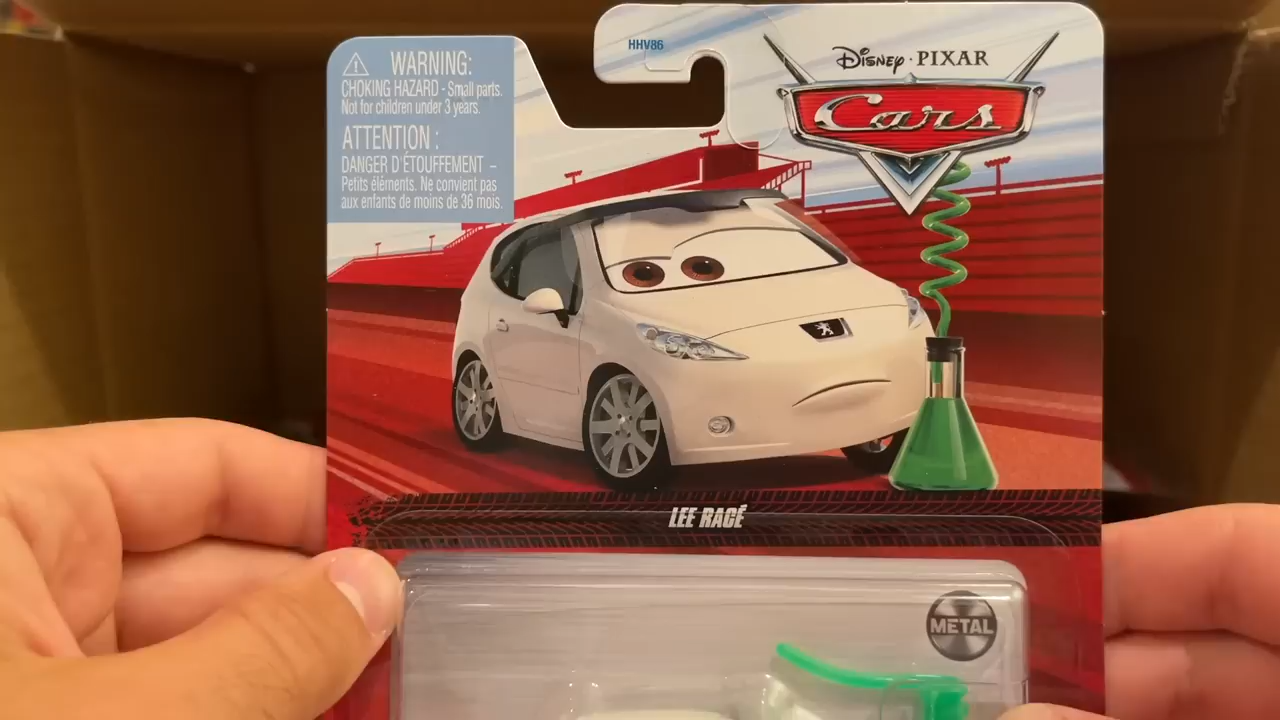 HHV86
WARNING:
CHOKING HAZARD - Small parts.
Not for children under 3 years.
ATTENTION :
DANGER D'ÉTOUFFEMENT –
Petits éléments. Ne convient pas
aux enfants de moins de 36 mois.
DISNEY · PIXAR
Cars
LEE RACÉ
METAL